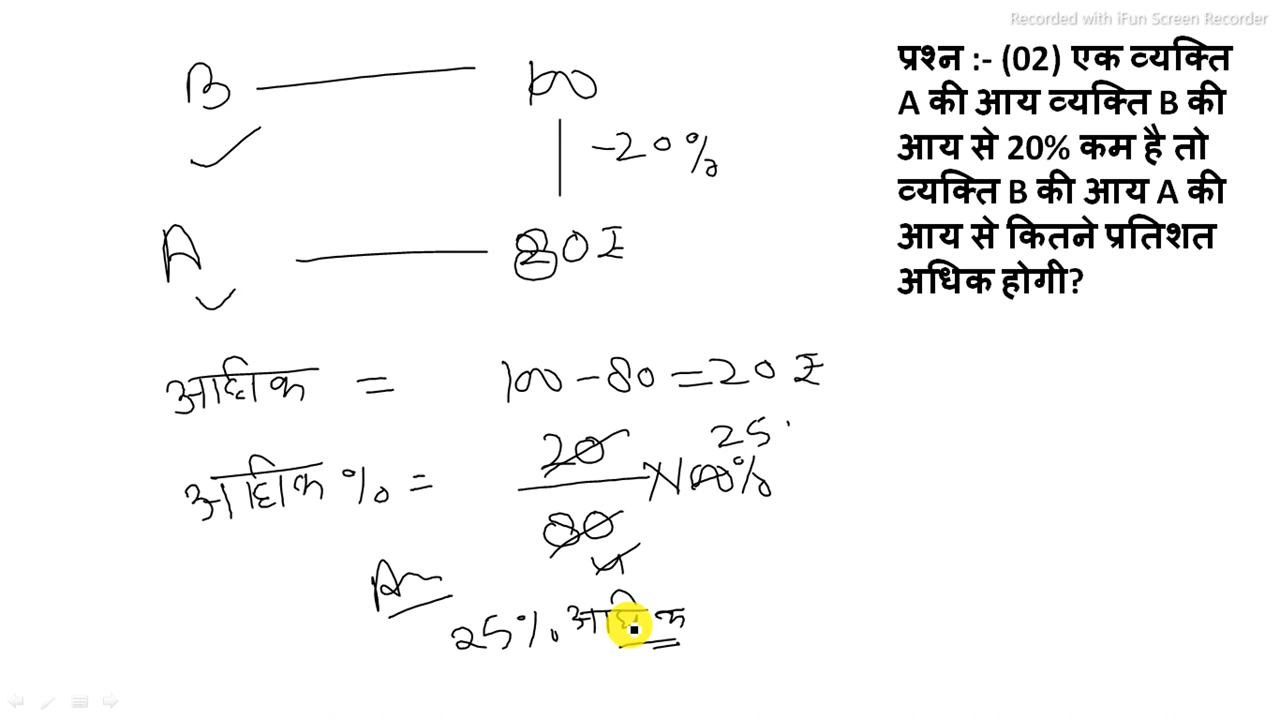 Recorded with iFun Screen Recorder
प्रश्न :- (02) एक व्यक्ति
A की आय व्यक्ति B की
आय से 20% कम है तो
व्यक्ति B की आय A की
आय से कितने प्रतिशत
अधिक होगी?
B 100
-20%
A 80₹
अधिक = 100 - 80 = 20 ₹
25
अधिक % = 20/80 × 100%
4
Ans
25% अधिक